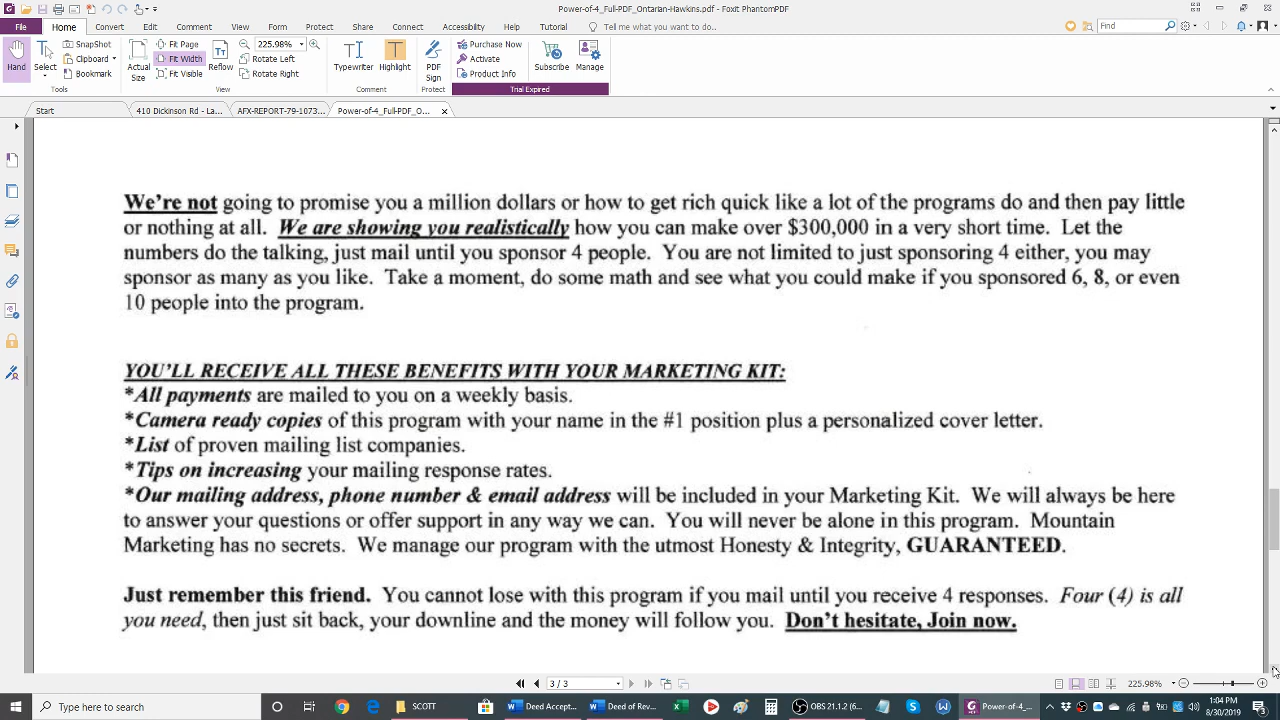 Power-of-4_Full-PDF_Ontarian-Hawkins.pdf - Foxit PhantomPDF
File Home Convert Edit Organize Comment View Form Protect Share Connect Accessibility Help Tutorial Tell me what you want to do.. Find
Hand
Select
SnapShot
Clipboard
Bookmark
Tools
Actual Size
Fit Page
Fit Width
Fit Visible
Reflow
225.98%
Rotate Left
Rotate Right
View
Typewriter
Highlight
Comment
PDF Sign
Protect
Purchase Now
Activate
Product Info
Subscribe
Manage
Trial Expired
Start 410 Dickinson Rd - La... AFX-REPORT-79-1073... Power-of-4_Full-PDF_O...
We're not going to promise you a million dollars or how to get rich quick like a lot of the programs do and then pay little
or nothing at all. We are showing you realistically how you can make over $300,000 in a very short time. Let the
numbers do the talking, just mail until you sponsor 4 people. You are not limited to just sponsoring 4 either, you may
sponsor as many as you like. Take a moment, do some math and see what you could make if you sponsored 6, 8, or even
10 people into the program.
YOU'LL RECEIVE ALL THESE BENEFITS WITH YOUR MARKETING KIT:
*All payments are mailed to you on a weekly basis.
*Camera ready copies of this program with your name in the #1 position plus a personalized cover letter.
*List of proven mailing list companies.
*Tips on increasing your mailing response rates.
*Our mailing address, phone number & email address will be included in your Marketing Kit. We will always be here
to answer your questions or offer support in any way we can. You will never be alone in this program. Mountain
Marketing has no secrets. We manage our program with the utmost Honesty & Integrity, GUARANTEED.
Just remember this friend. You cannot lose with this program if you mail until you receive 4 responses. Four (4) is all
you need, then just sit back, your downline and the money will follow you. Don't hesitate, Join now.
3 / 3 225.98%
Type here to search SCOTT Deed Accept... Deed of Rev... OBS 21.1.2 (6... Power-of-4_... 1:04 PM
8/30/2019